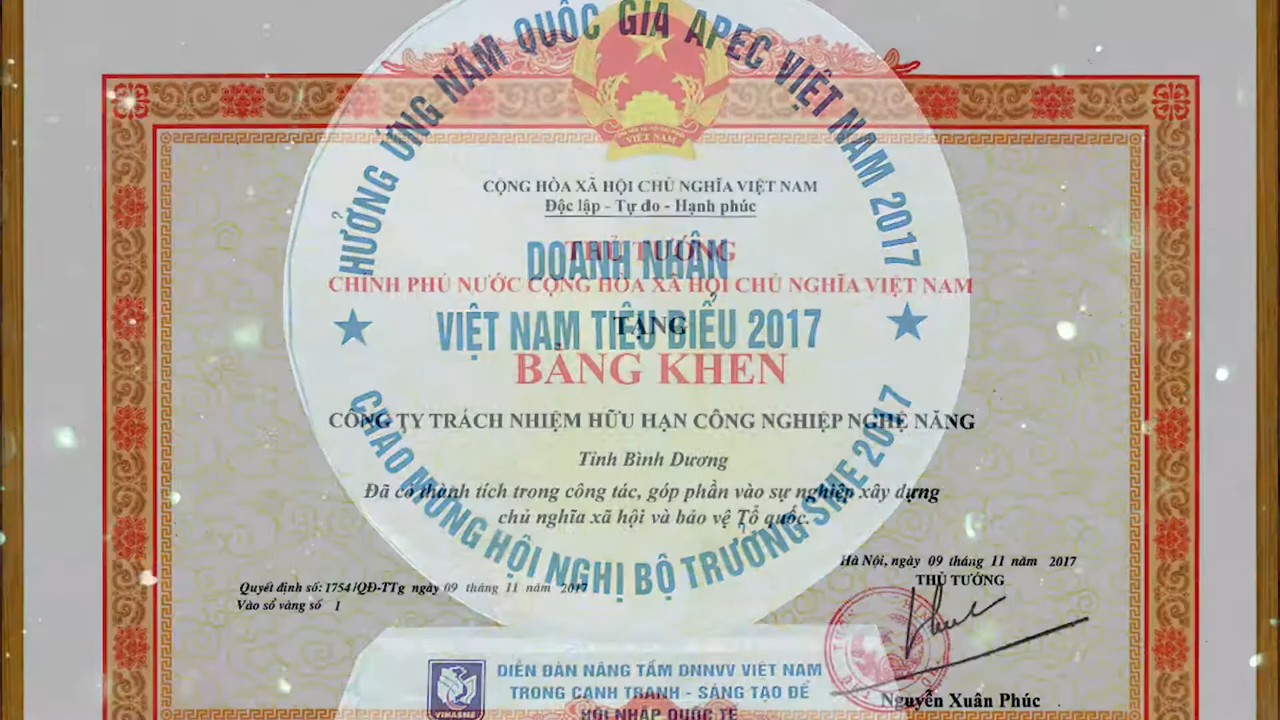 HƯỞNG ỨNG NĂM QUỐC GIA APEC VIỆT NAM 2017
VIỆT NAM
CỘNG HÒA XÃ HỘI CHỦ NGHĨA VIỆT NAM
Độc lập - Tự do - Hạnh phúc
THỦ TƯỚNG
DOANH NHÂN
CHÍNH PHỦ NƯỚC CỘNG HÒA XÃ HỘI CHỦ NGHĨA VIỆT NAM
TẶNG
VIỆT NAM TIÊU BIỂU 2017
BẰNG KHEN
CÔNG TY TRÁCH NHIỆM HỮU HẠN CÔNG NGHIỆP NGHỆ NĂNG
Tỉnh Bình Dương
Đã có thành tích trong công tác, góp phần vào sự nghiệp xây dựng
chủ nghĩa xã hội và bảo vệ Tổ quốc.
CHÀO MỪNG HỘI NGHỊ BỘ TRƯỞNG SME 2017
Hà Nội, ngày 09 tháng 11 năm 2017
THỦ TƯỚNG
Quyết định số: 1754/QĐ-TTg ngày 09 tháng 11 năm 2017
Vào sổ vàng số 1
Nguyễn Xuân Phúc
VINASME
DIỄN ĐÀN NÂNG TẦM DNNVV VIỆT NAM
TRONG CẠNH TRANH - SÁNG TẠO ĐỂ
HỘI NHẬP QUỐC TẾ